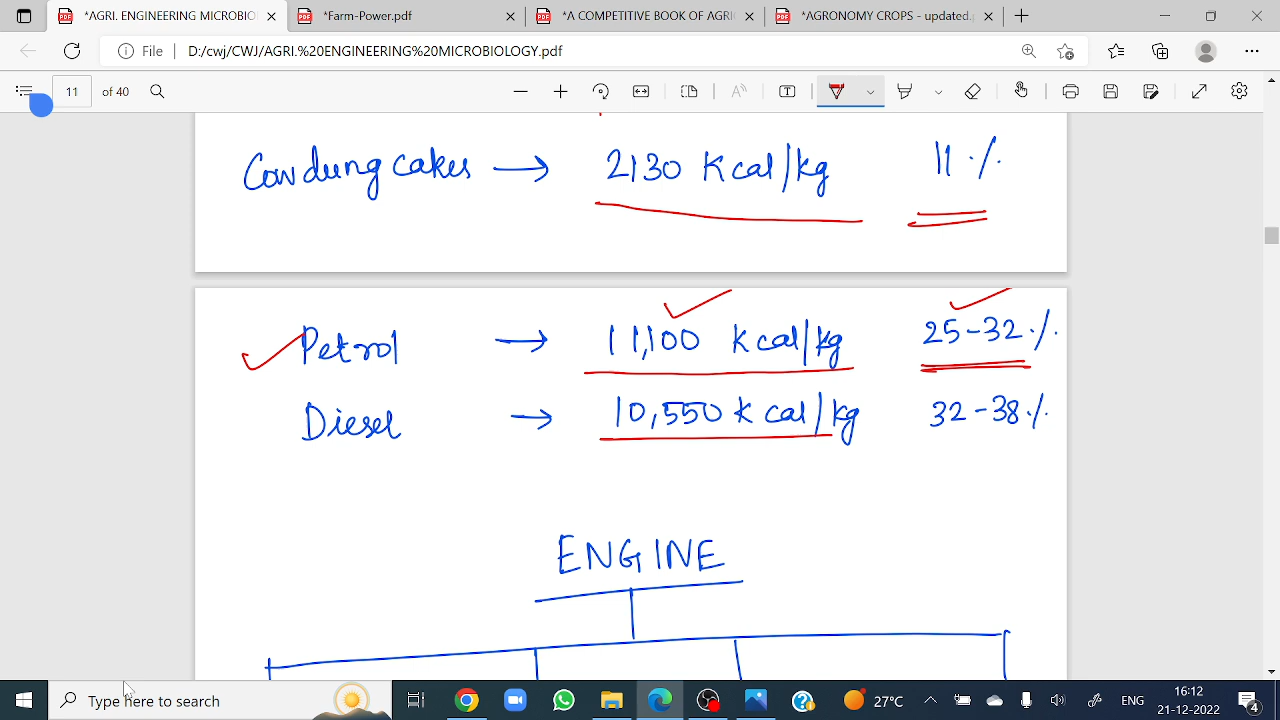 *AGRI. ENGINEERING MICROBIO
*Farm-Power.pdf
*A COMPETITIVE BOOK OF AGRI
*AGRONOMY CROPS - updated.p
File
D:/cwj/CWJ/AGRI.%20ENGINEERING%20MICROBIOLOGY.pdf
11 of 40
Cowdung cakes → 2130 Kcal/kg 11%
Petrol → 11,100 kcal/kg 25-32%
Diesel → 10,550 k cal/kg 32-38%
ENGINE
Type here to search
27°C
ENG
16:12
21-12-2022
4